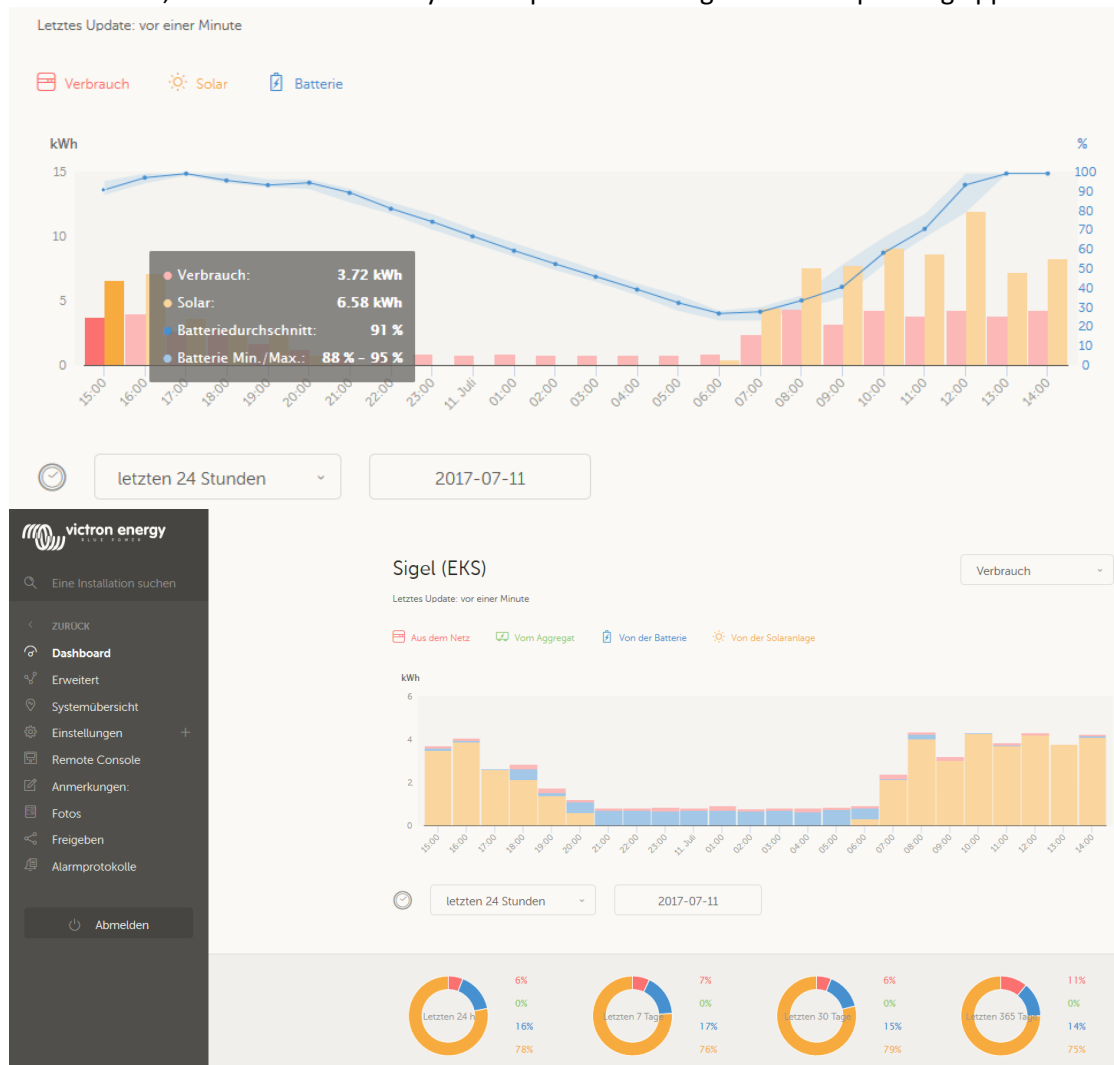 Letztes Update: vor einer Minute
Verbrauch Solar Batterie
kWh %
15 100
90
80
10 70
60
50
5 40
30
20
10
0 0
Verbrauch: 3.72 kWh
Solar: 6.58 kWh
Batteriedurchschnitt: 91 %
Batterie Min./Max.: 88 % - 95 %
15:00 16:00 17:00 18:00 19:00 20:00 21:00 22:00 23:00 11. Juli 01:00 02:00 03:00 04:00 05:00 06:00 07:00 08:00 09:00 10:00 11:00 12:00 13:00 14:00
letzten 24 Stunden 2017-07-11
victron energy
BLUE POWER
Eine Installation suchen
ZURÜCK
Dashboard
Erweitert
Systemübersicht
Einstellungen +
Remote Console
Anmerkungen:
Fotos
Freigeben
Alarmprotokolle
Abmelden
Sigel (EKS) Verbrauch
Letztes Update: vor einer Minute
Aus dem Netz Vom Aggregat Von der Batterie Von der Solaranlage
kWh
6
4
2
0
15:00 16:00 17:00 18:00 19:00 20:00 21:00 22:00 23:00 11. Juli 01:00 02:00 03:00 04:00 05:00 06:00 07:00 08:00 09:00 10:00 11:00 12:00 13:00 14:00
letzten 24 Stunden 2017-07-11
Letzten 24 h
6%
0%
16%
78%
Letzten 7 Tage
7%
0%
17%
76%
Letzten 30 Tage
6%
0%
15%
79%
Letzten 365 Tage
11%
0%
14%
75%